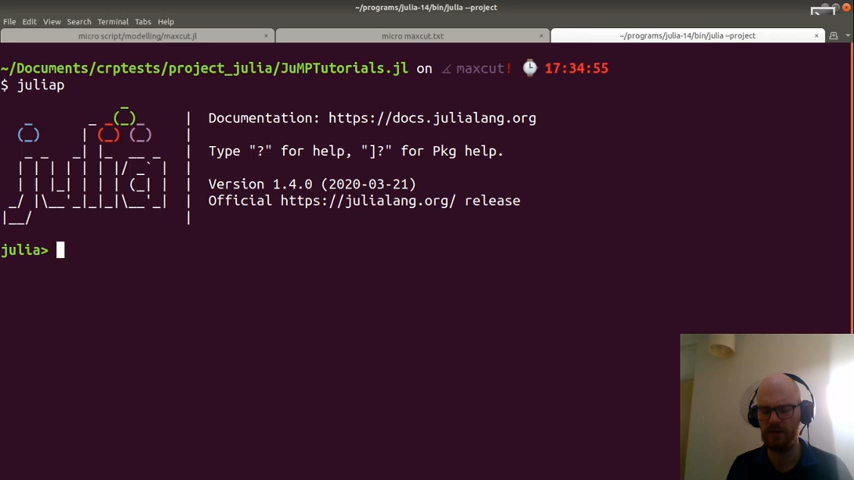 ~/programs/julia-14/bin/julia --project
File Edit View Search Terminal Tabs Help
micro script/modelling/maxcut.jl × micro maxcut.txt × ~/programs/julia-14/bin/julia --project ×
~/Documents/crptests/project_julia/JuMPTutorials.jl on maxcut! 17:34:55
$ juliap
Documentation: https://docs.julialang.org
Type "?" for help, "]?" for Pkg help.
Version 1.4.0 (2020-03-21)
Official https://julialang.org/ release
julia>